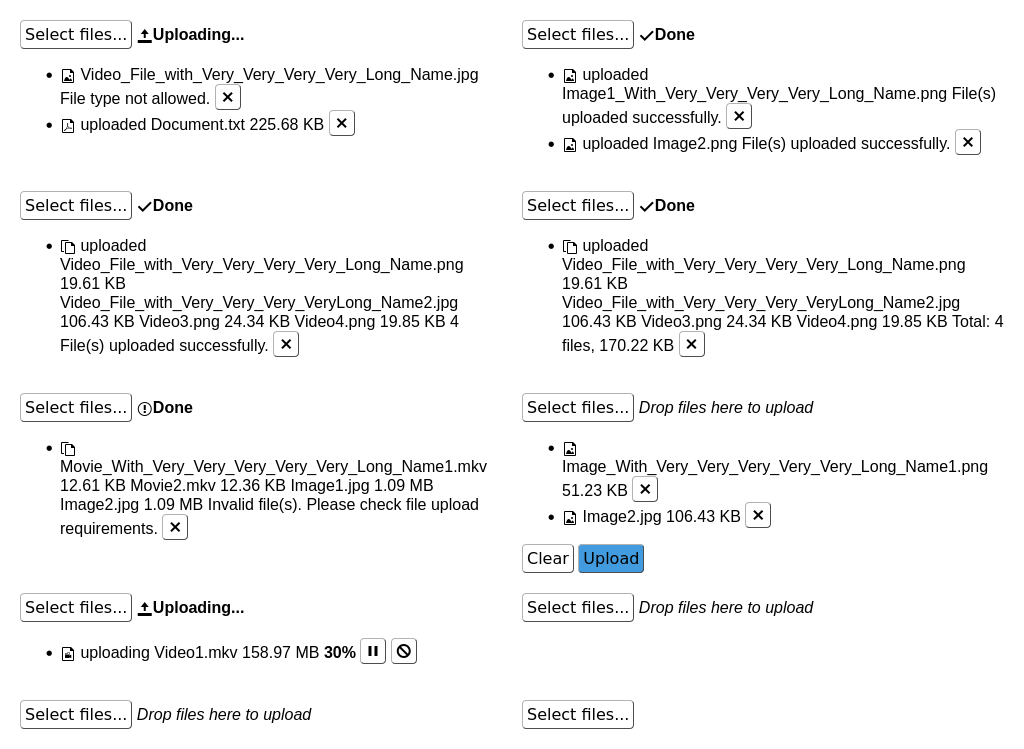 Select files... Uploading...
Video_File_with_Very_Very_Very_Very_Long_Name.jpg
File type not allowed.
uploaded Document.txt 225.68 KB
Select files... Done
uploaded
Image1_With_Very_Very_Very_Very_Long_Name.png File(s)
uploaded successfully.
uploaded Image2.png File(s) uploaded successfully.
Select files... Done
uploaded
Video_File_with_Very_Very_Very_Very_Long_Name.png
19.61 KB
Video_File_with_Very_Very_Very_Very_VeryLong_Name2.jpg
106.43 KB Video3.png 24.34 KB Video4.png 19.85 KB 4
File(s) uploaded successfully.
Select files... Done
uploaded
Video_File_with_Very_Very_Very_Very_Long_Name.png
19.61 KB
Video_File_with_Very_Very_Very_Very_VeryLong_Name2.jpg
106.43 KB Video3.png 24.34 KB Video4.png 19.85 KB Total: 4
files, 170.22 KB
Select files... Done
Movie_With_Very_Very_Very_Very_Very_Long_Name1.mkv
12.61 KB Movie2.mkv 12.36 KB Image1.jpg 1.09 MB
Image2.jpg 1.09 MB Invalid file(s). Please check file upload
requirements.
Select files... Drop files here to upload
Image_With_Very_Very_Very_Very_Very_Long_Name1.png
51.23 KB
Image2.jpg 106.43 KB
Clear Upload
Select files... Uploading...
uploading Video1.mkv 158.97 MB 30%
Select files... Drop files here to upload
Select files... Drop files here to upload
Select files...